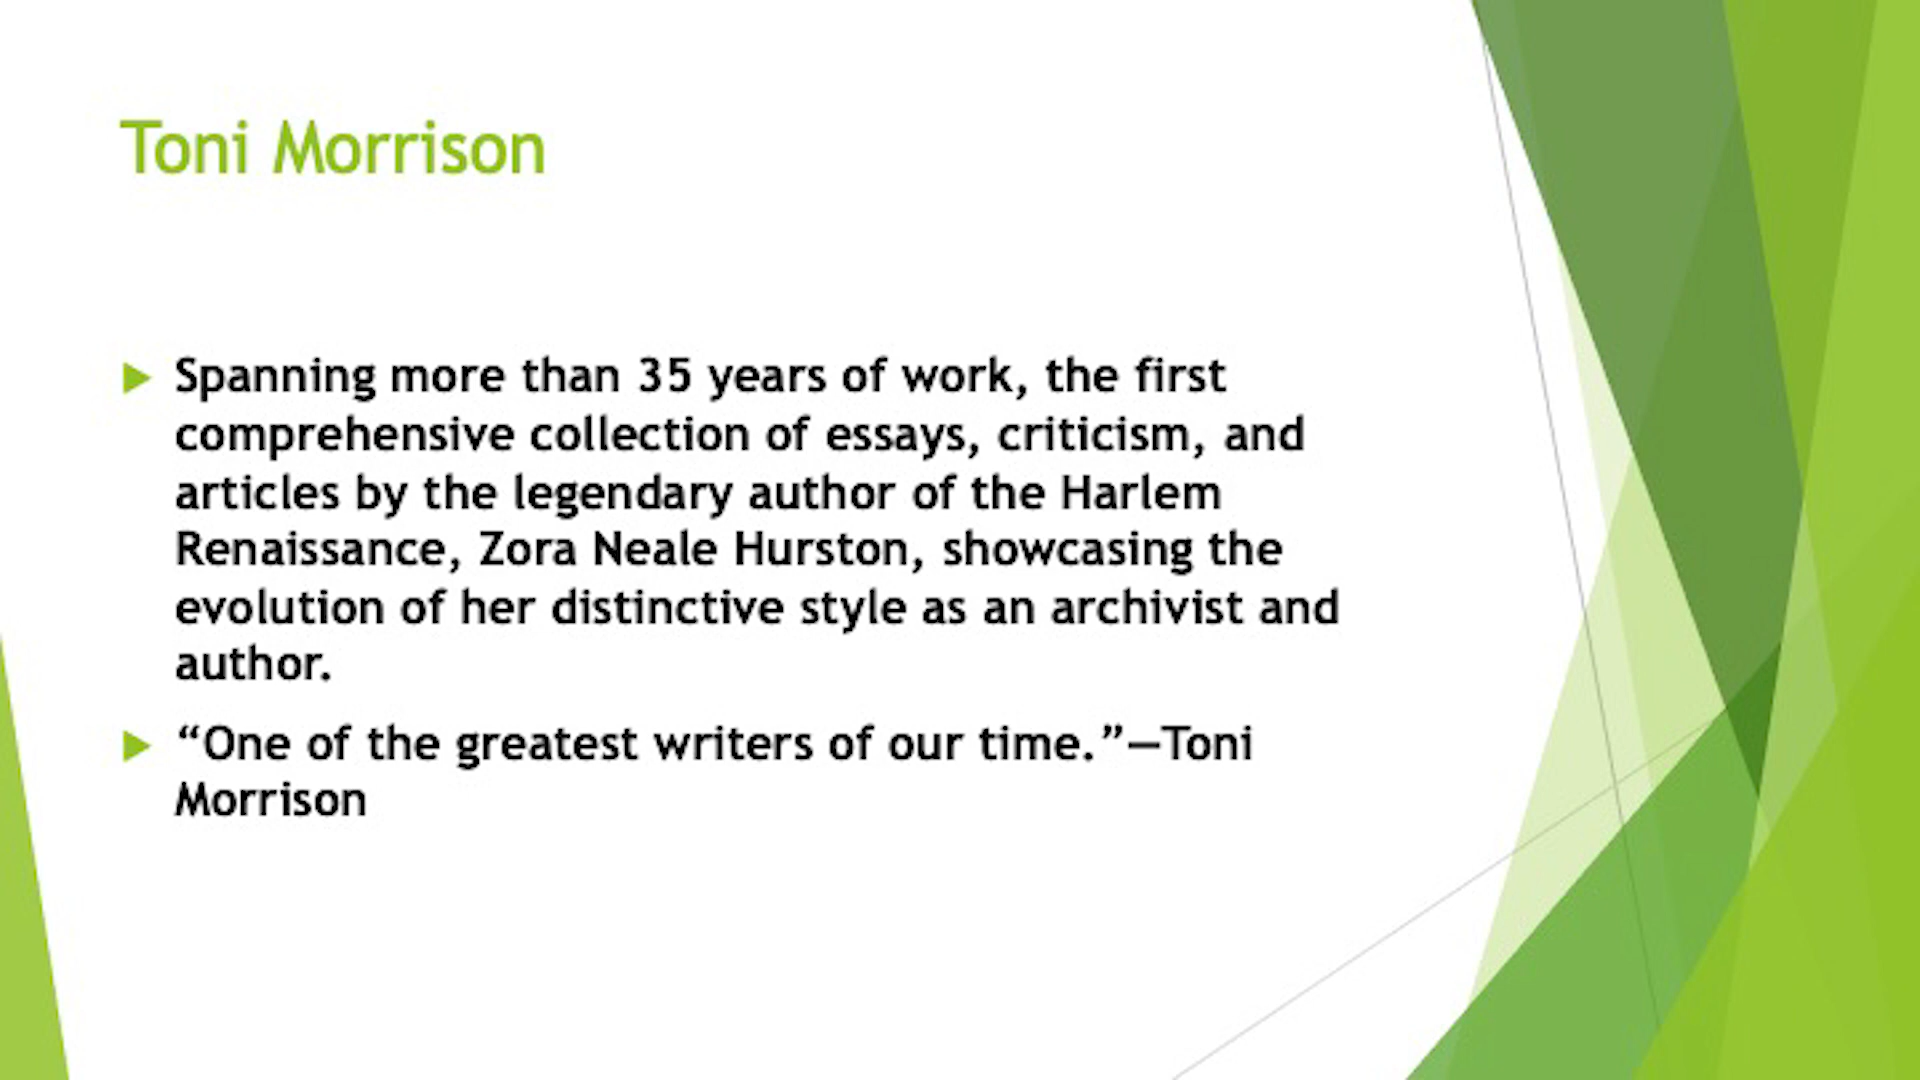 Toni Morrison
Spanning more than 35 years of work, the first
comprehensive collection of essays, criticism, and
articles by the legendary author of the Harlem
Renaissance, Zora Neale Hurston, showcasing the
evolution of her distinctive style as an archivist and
author.
“One of the greatest writers of our time.”—Toni
Morrison